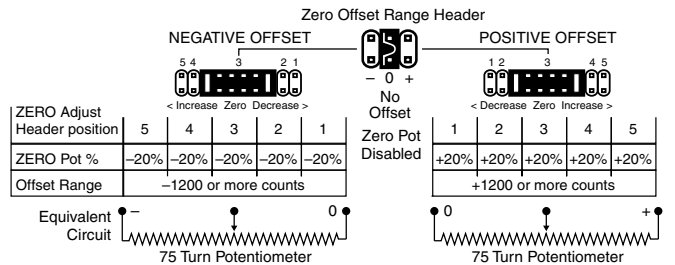 Zero Offset Range Header
NEGATIVE OFFSET
POSITIVE OFFSET
5 4 3 2 1
1 2 3 4 5
– 0 +
< Increase Zero Decrease >
No
Offset
< Decrease Zero Increase >
ZERO Adjust
Header position 5 4 3 2 1
Zero Pot
Disabled
1 2 3 4 5
ZERO Pot % –20% –20% –20% –20% –20%
+20% +20% +20% +20% +20%
Offset Range –1200 or more counts
+1200 or more counts
Equivalent
Circuit
– 0
0 +
75 Turn Potentiometer
75 Turn Potentiometer